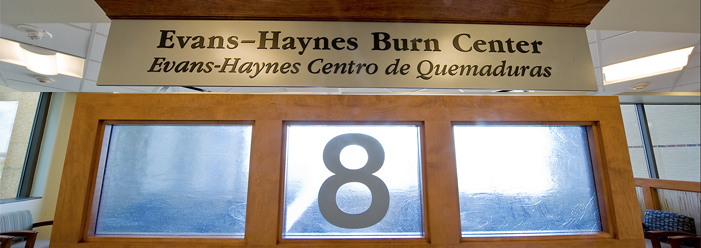 Evans–Haynes Burn Center
Evans-Haynes Centro de Quemaduras
8